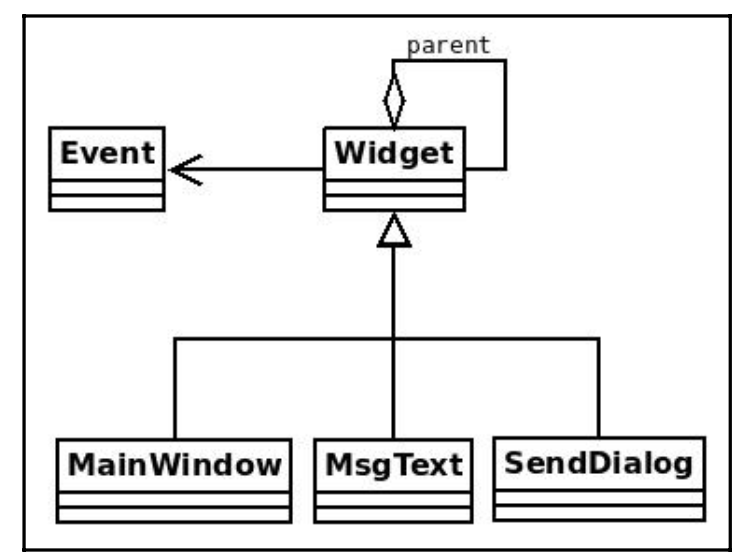 parent
Event
Widget
MainWindow
MsgText
SendDialog